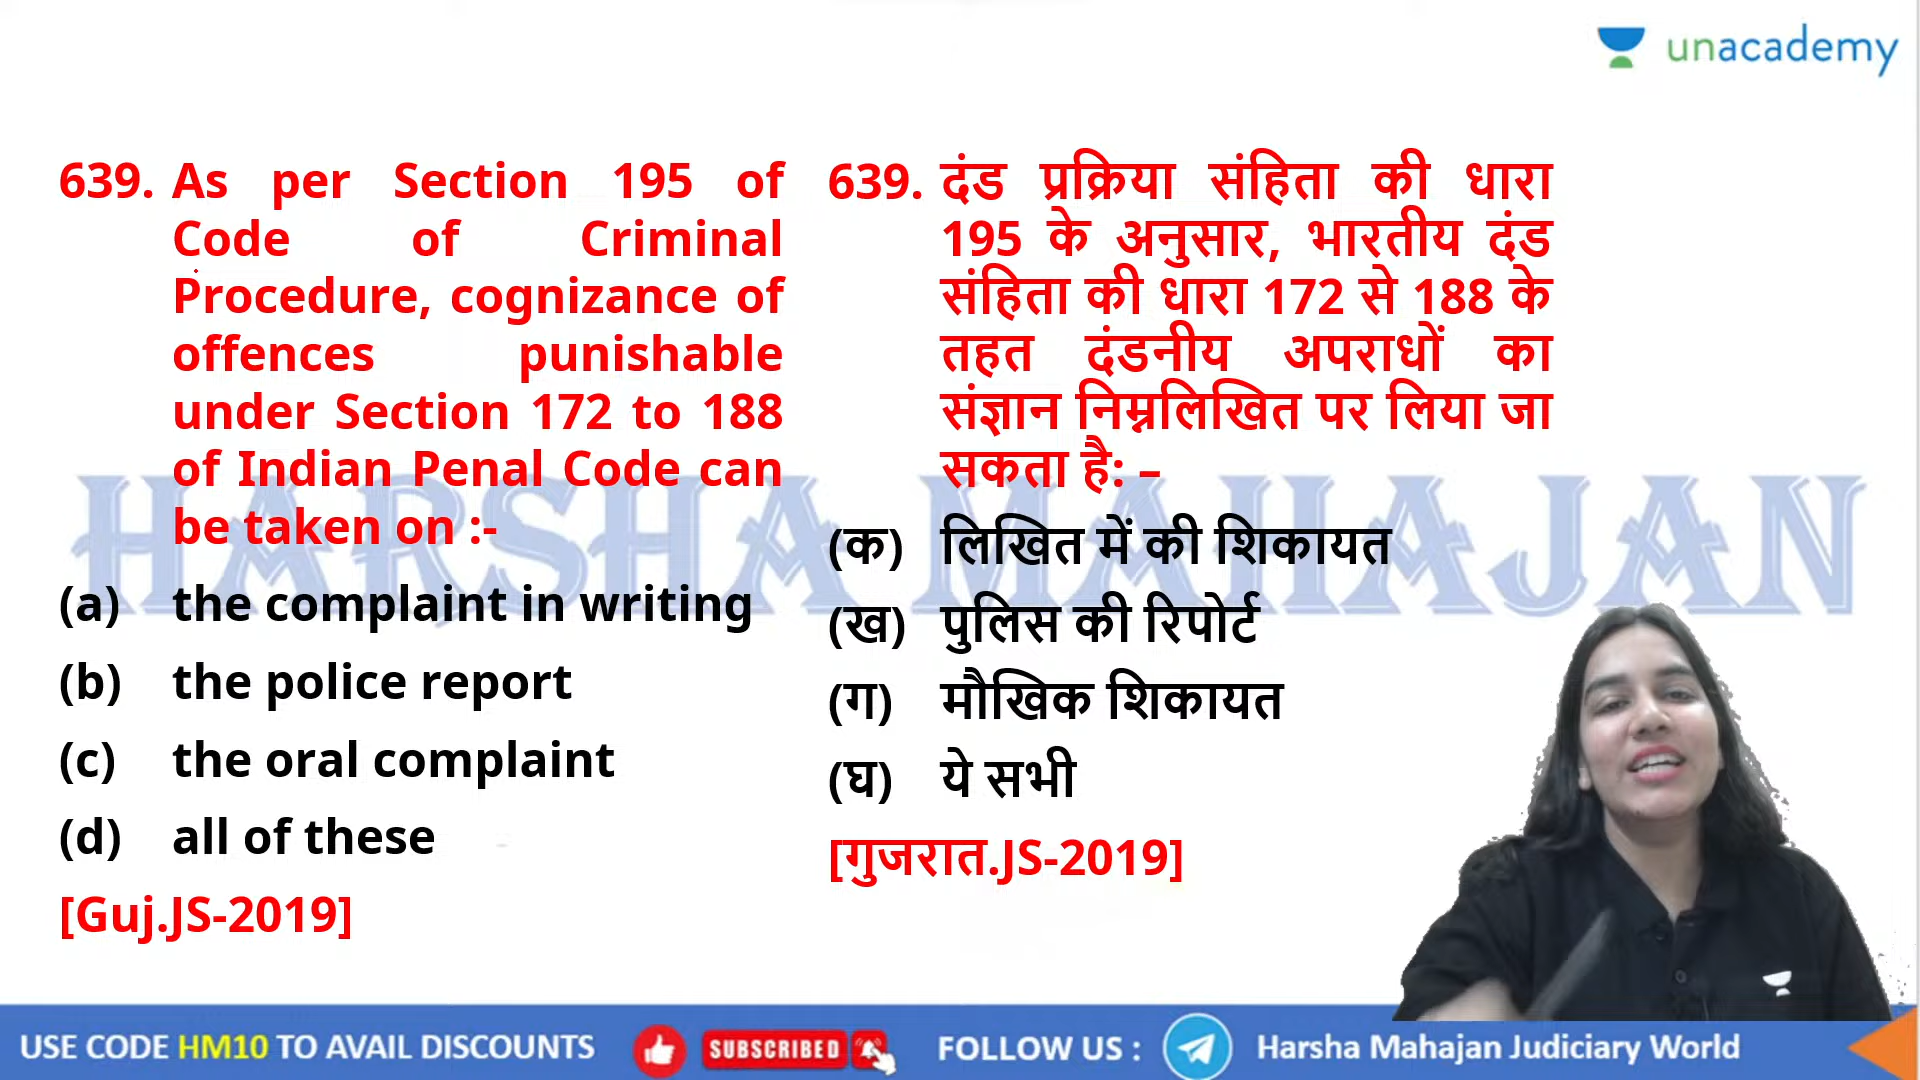 unacademy
639. As per Section 195 of
Code of Criminal
Procedure, cognizance of
offences punishable
under Section 172 to 188
of Indian Penal Code can
be taken on :-
(a) the complaint in writing
(b) the police report
(c) the oral complaint
(d) all of these
[Guj.JS-2019]
639. दंड प्रक्रिया संहिता की धारा
195 के अनुसार, भारतीय दंड
संहिता की धारा 172 से 188 के
तहत दंडनीय अपराधों का
संज्ञान निम्नलिखित पर लिया जा
सकता है: –
(क) लिखित में की शिकायत
(ख) पुलिस की रिपोर्ट
(ग) मौखिक शिकायत
(घ) ये सभी
[गुजरात.JS-2019]
HARSHA MAHAJAN
USE CODE HM10 TO AVAIL DISCOUNTS
SUBSCRIBED
FOLLOW US :
Harsha Mahajan Judiciary World